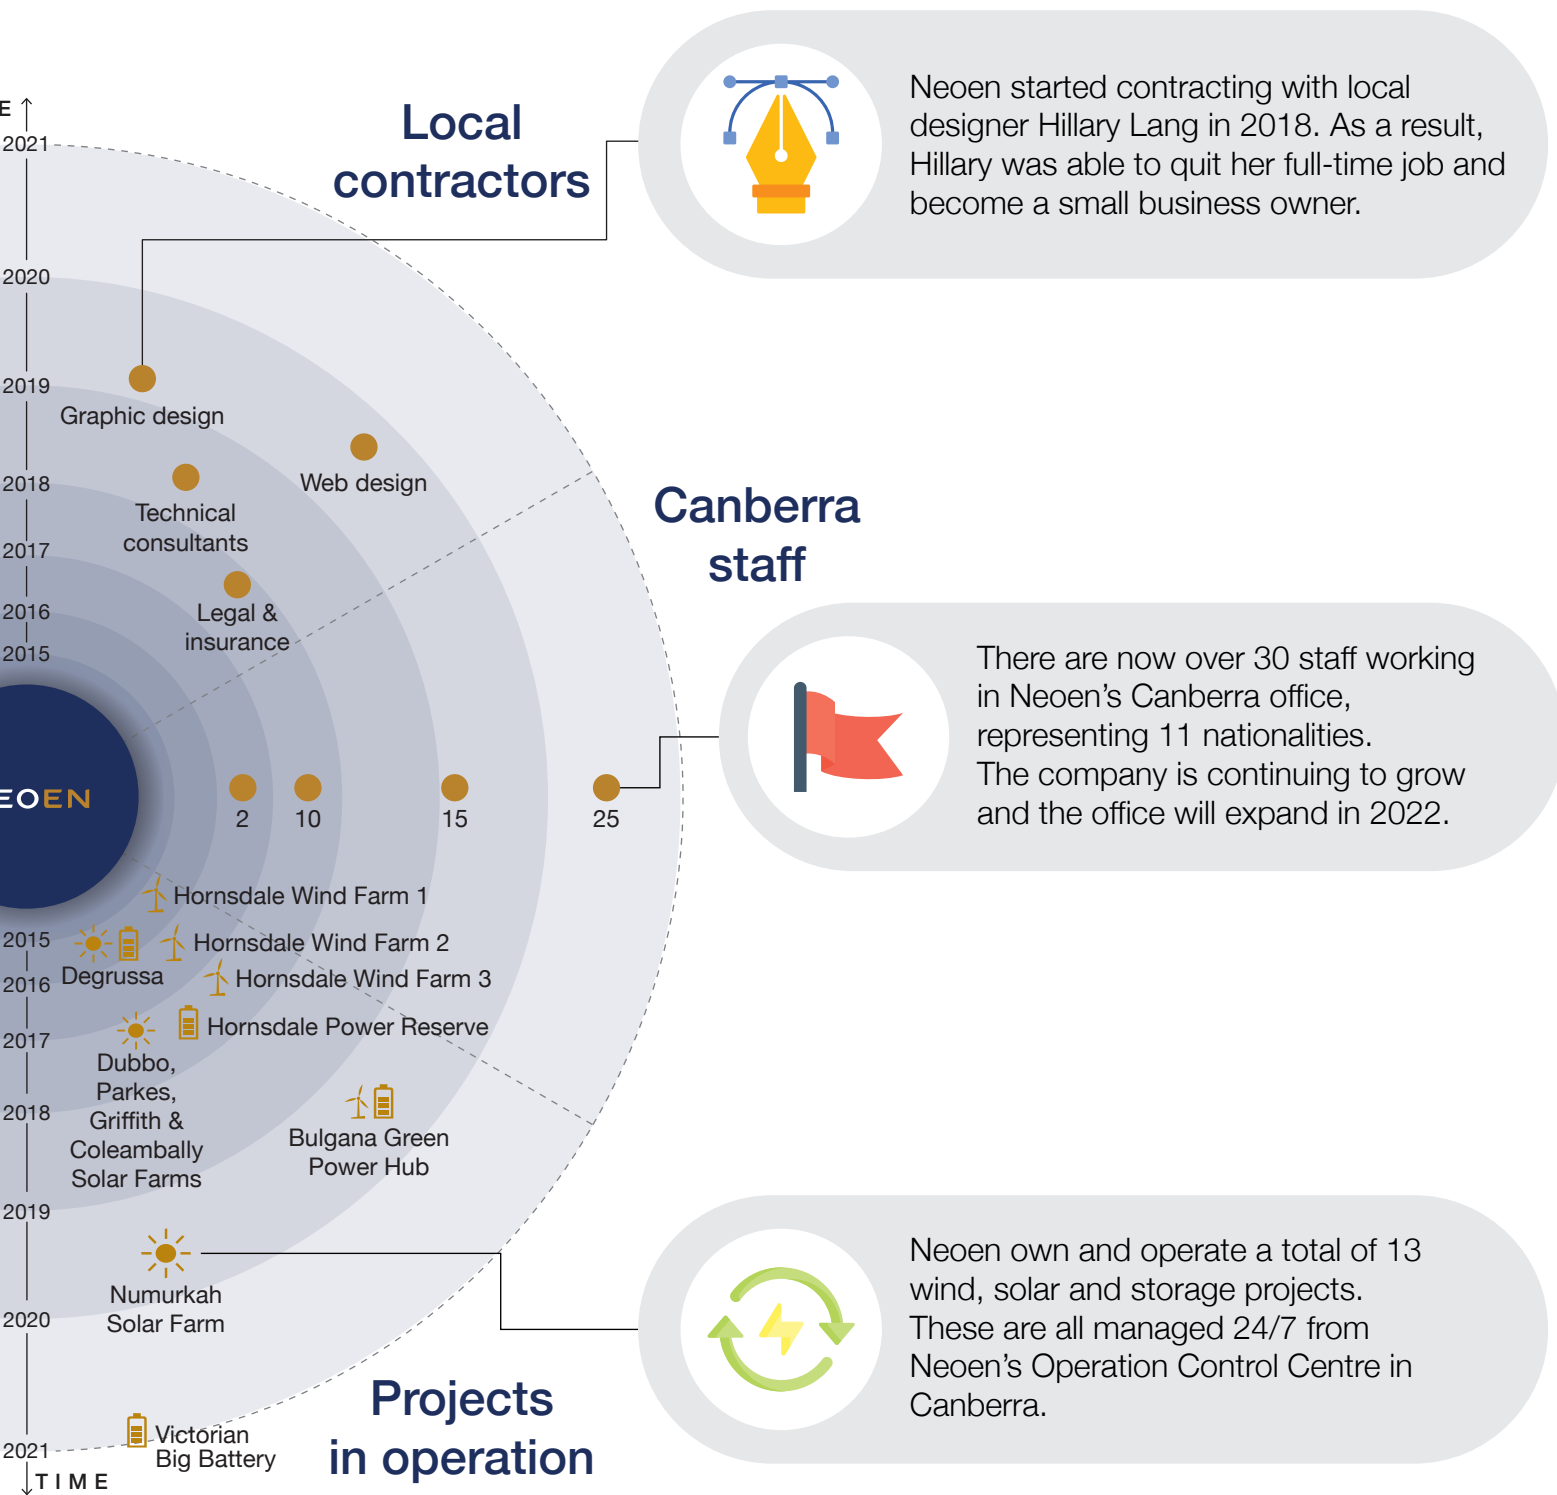 E
2021
2020
2019
2018
2017
2016
2015
Local
contractors
Neoen started contracting with local
designer Hillary Lang in 2018. As a result,
Hillary was able to quit her full-time job and
become a small business owner.
Graphic design
Web design
Technical
consultants
Legal &
insurance
Canberra
staff
There are now over 30 staff working
in Neoen’s Canberra office,
representing 11 nationalities.
The company is continuing to grow
and the office will expand in 2022.
EOEN
2
10
15
25
Hornsdale Wind Farm 1
Hornsdale Wind Farm 2
Degrussa
Hornsdale Wind Farm 3
Hornsdale Power Reserve
Dubbo,
Parkes,
Griffith &
Coleambally
Solar Farms
Bulgana Green
Power Hub
Numurkah
Solar Farm
Victorian
Big Battery
2015
2016
2017
2018
2019
2020
2021
TIME
Projects
in operation
Neoen own and operate a total of 13
wind, solar and storage projects.
These are all managed 24/7 from
Neoen’s Operation Control Centre in
Canberra.